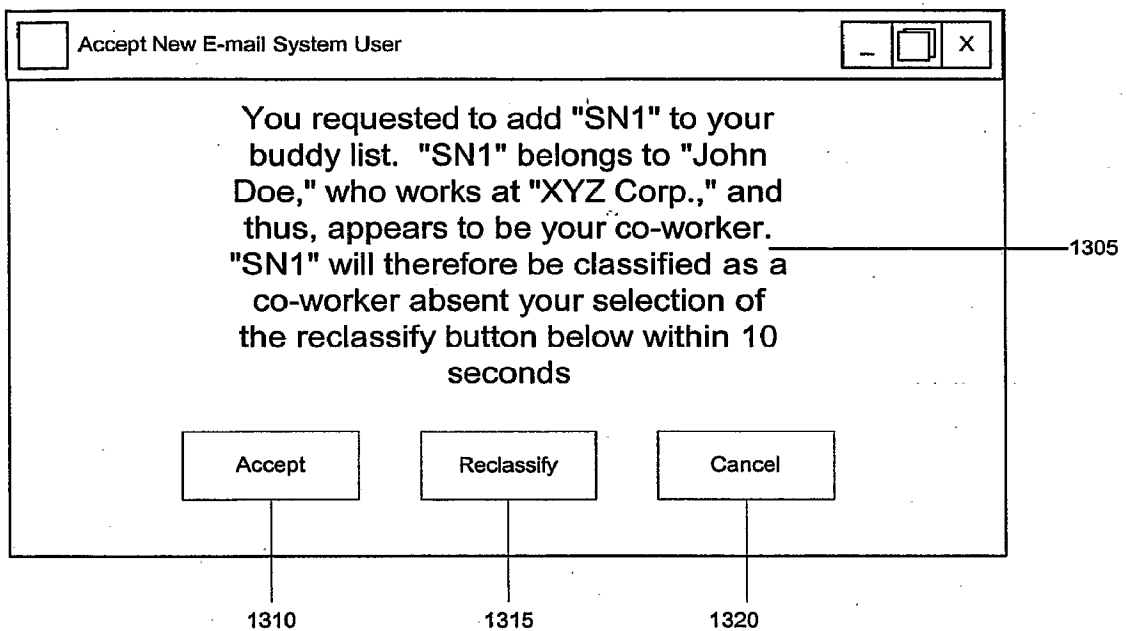 Accept New E-mail System User
_ X
You requested to add "SN1" to your
buddy list. "SN1" belongs to "John
Doe," who works at "XYZ Corp.," and
thus, appears to be your co-worker.
"SN1" will therefore be classified as a
co-worker absent your selection of
the reclassify button below within 10
seconds
1305
Accept Reclassify Cancel
1310 1315 1320